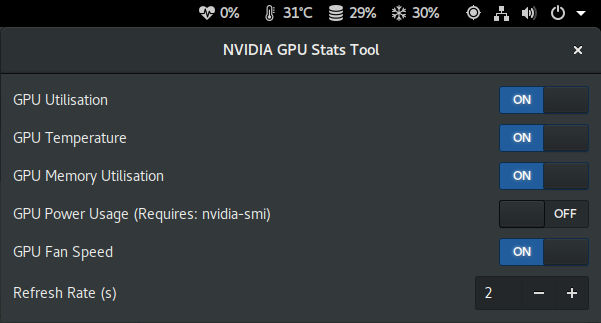 0% 31°C 29% 30%
NVIDIA GPU Stats Tool
GPU Utilisation ON
GPU Temperature ON
GPU Memory Utilisation ON
GPU Power Usage (Requires: nvidia-smi) OFF
GPU Fan Speed ON
Refresh Rate (s) 2 − +